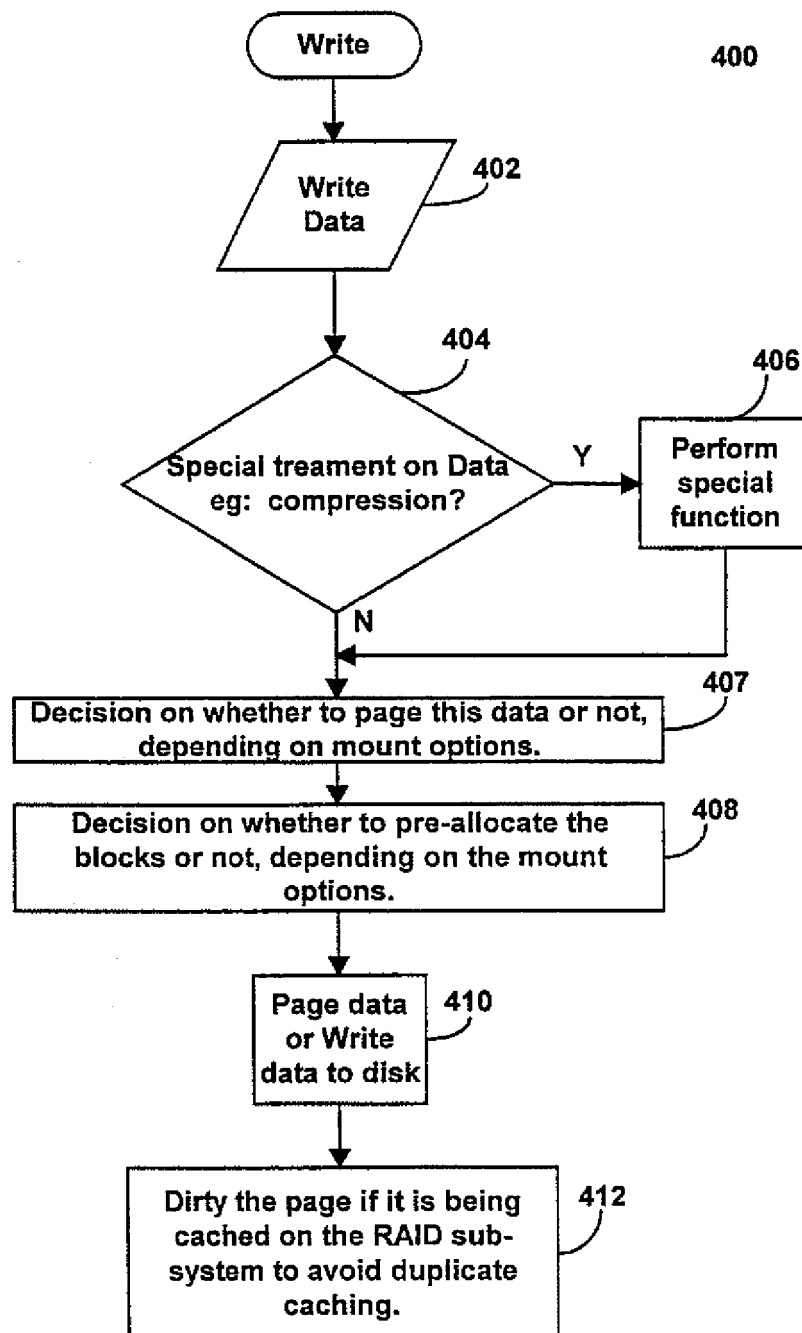 Write
400
Write
Data
402
404
406
Special treament on Data
eg: compression?
Y
Perform
special
function
N
407
Decision on whether to page this data or not,
depending on mount options.
408
Decision on whether to pre-allocate the
blocks or not, depending on the mount
options.
Page data
or Write
data to disk
410
Dirty the page if it is being
cached on the RAID sub-
system to avoid duplicate
caching.
412